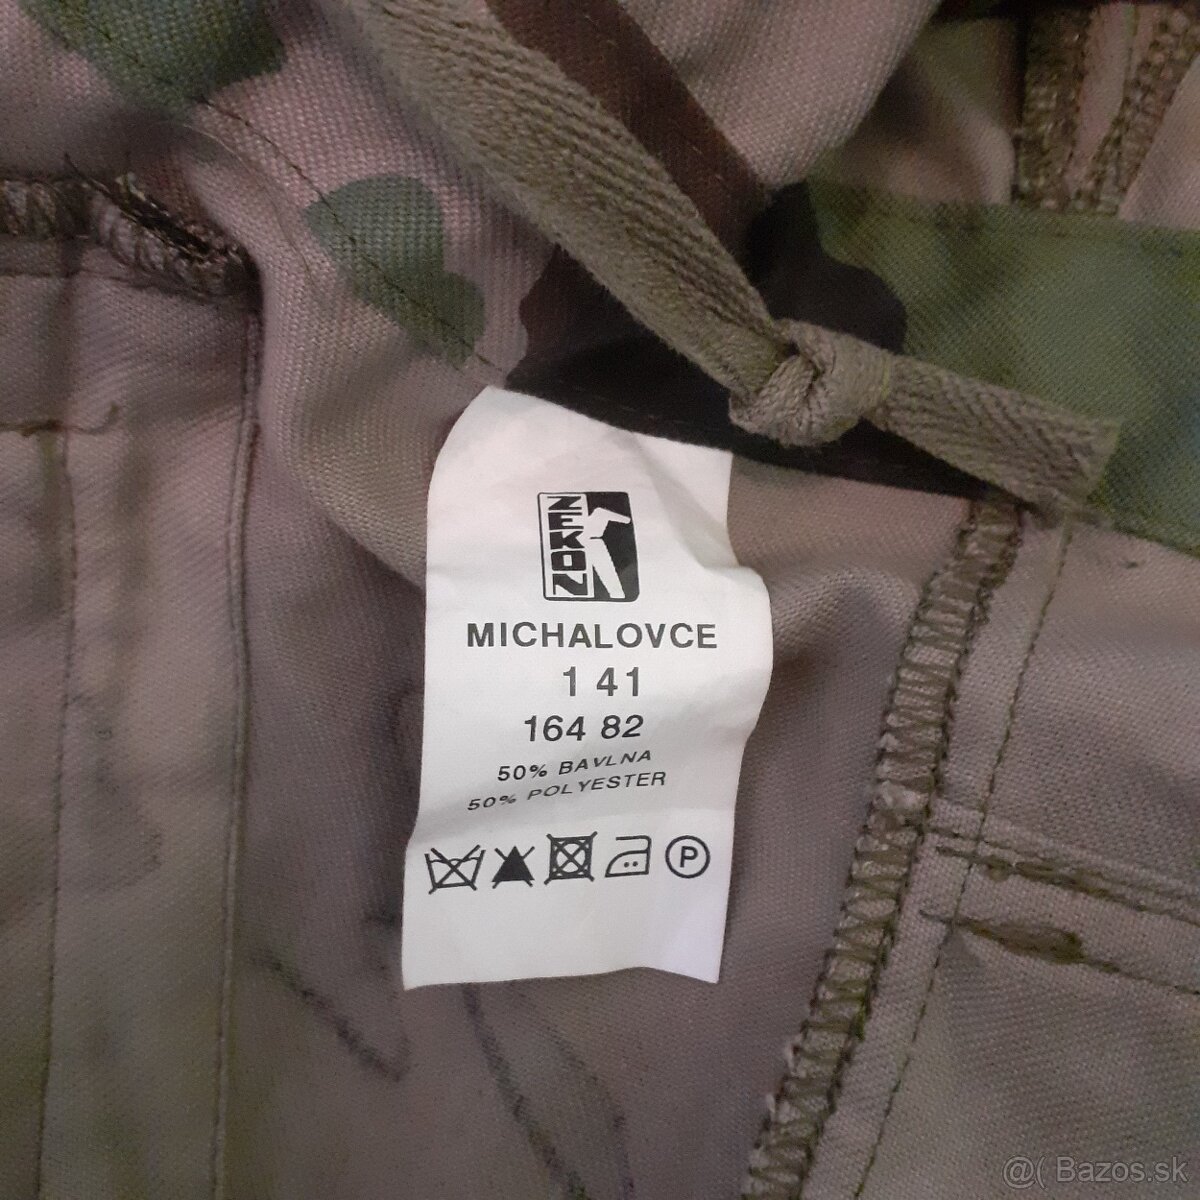 ZEKON
MICHALOVCE
1 41
164 82
50% BAVLNA
50% POLYESTER
P
@( Bazos.sk